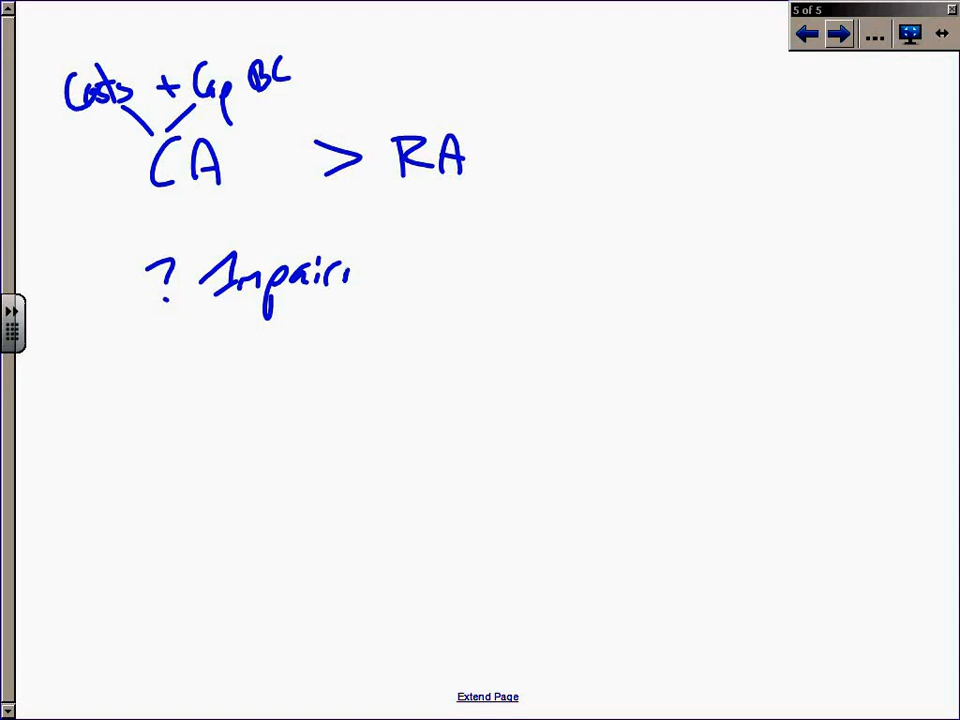 5 of 5
...
Costs + Cap BC
CA > RA
? Impair
Extend Page